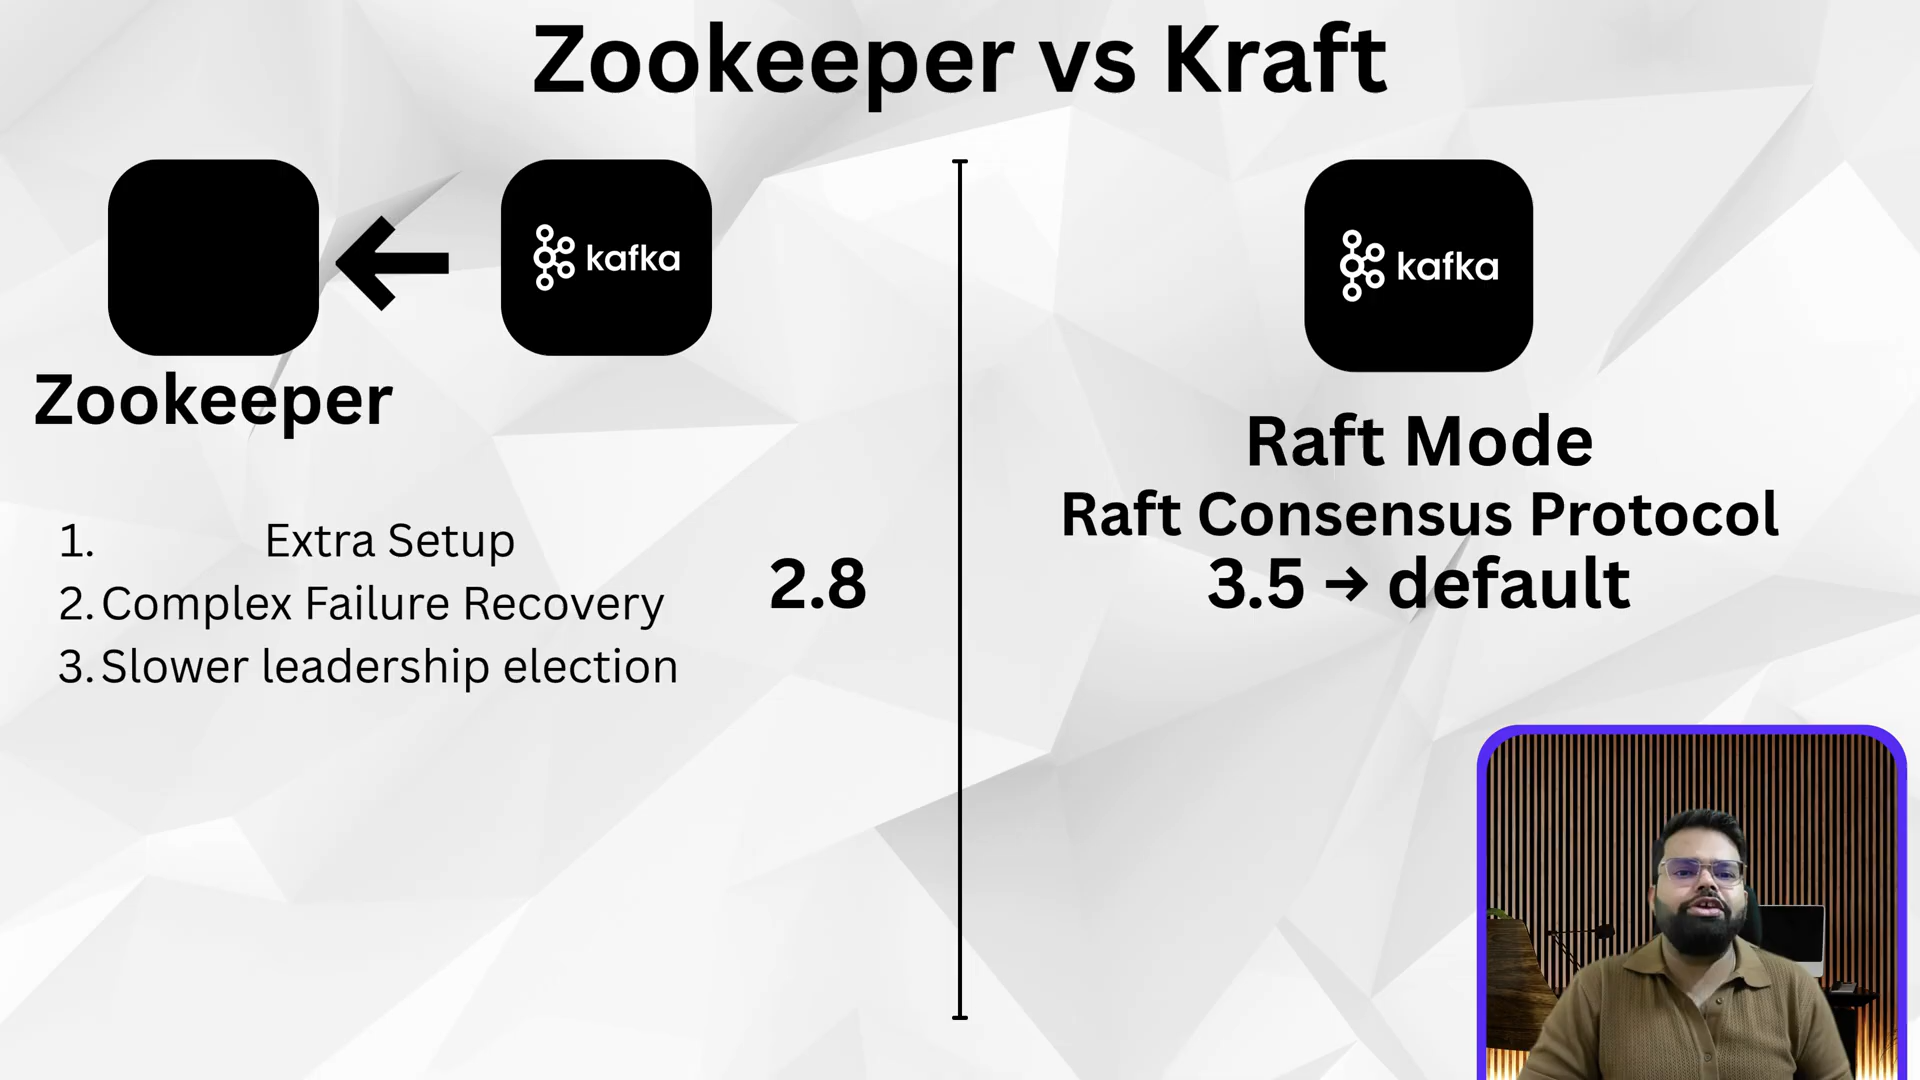 Zookeeper vs Kraft
kafka
Zookeeper
1. Extra Setup
2. Complex Failure Recovery
3. Slower leadership election
2.8
kafka
Raft Mode
Raft Consensus Protocol
3.5 → default